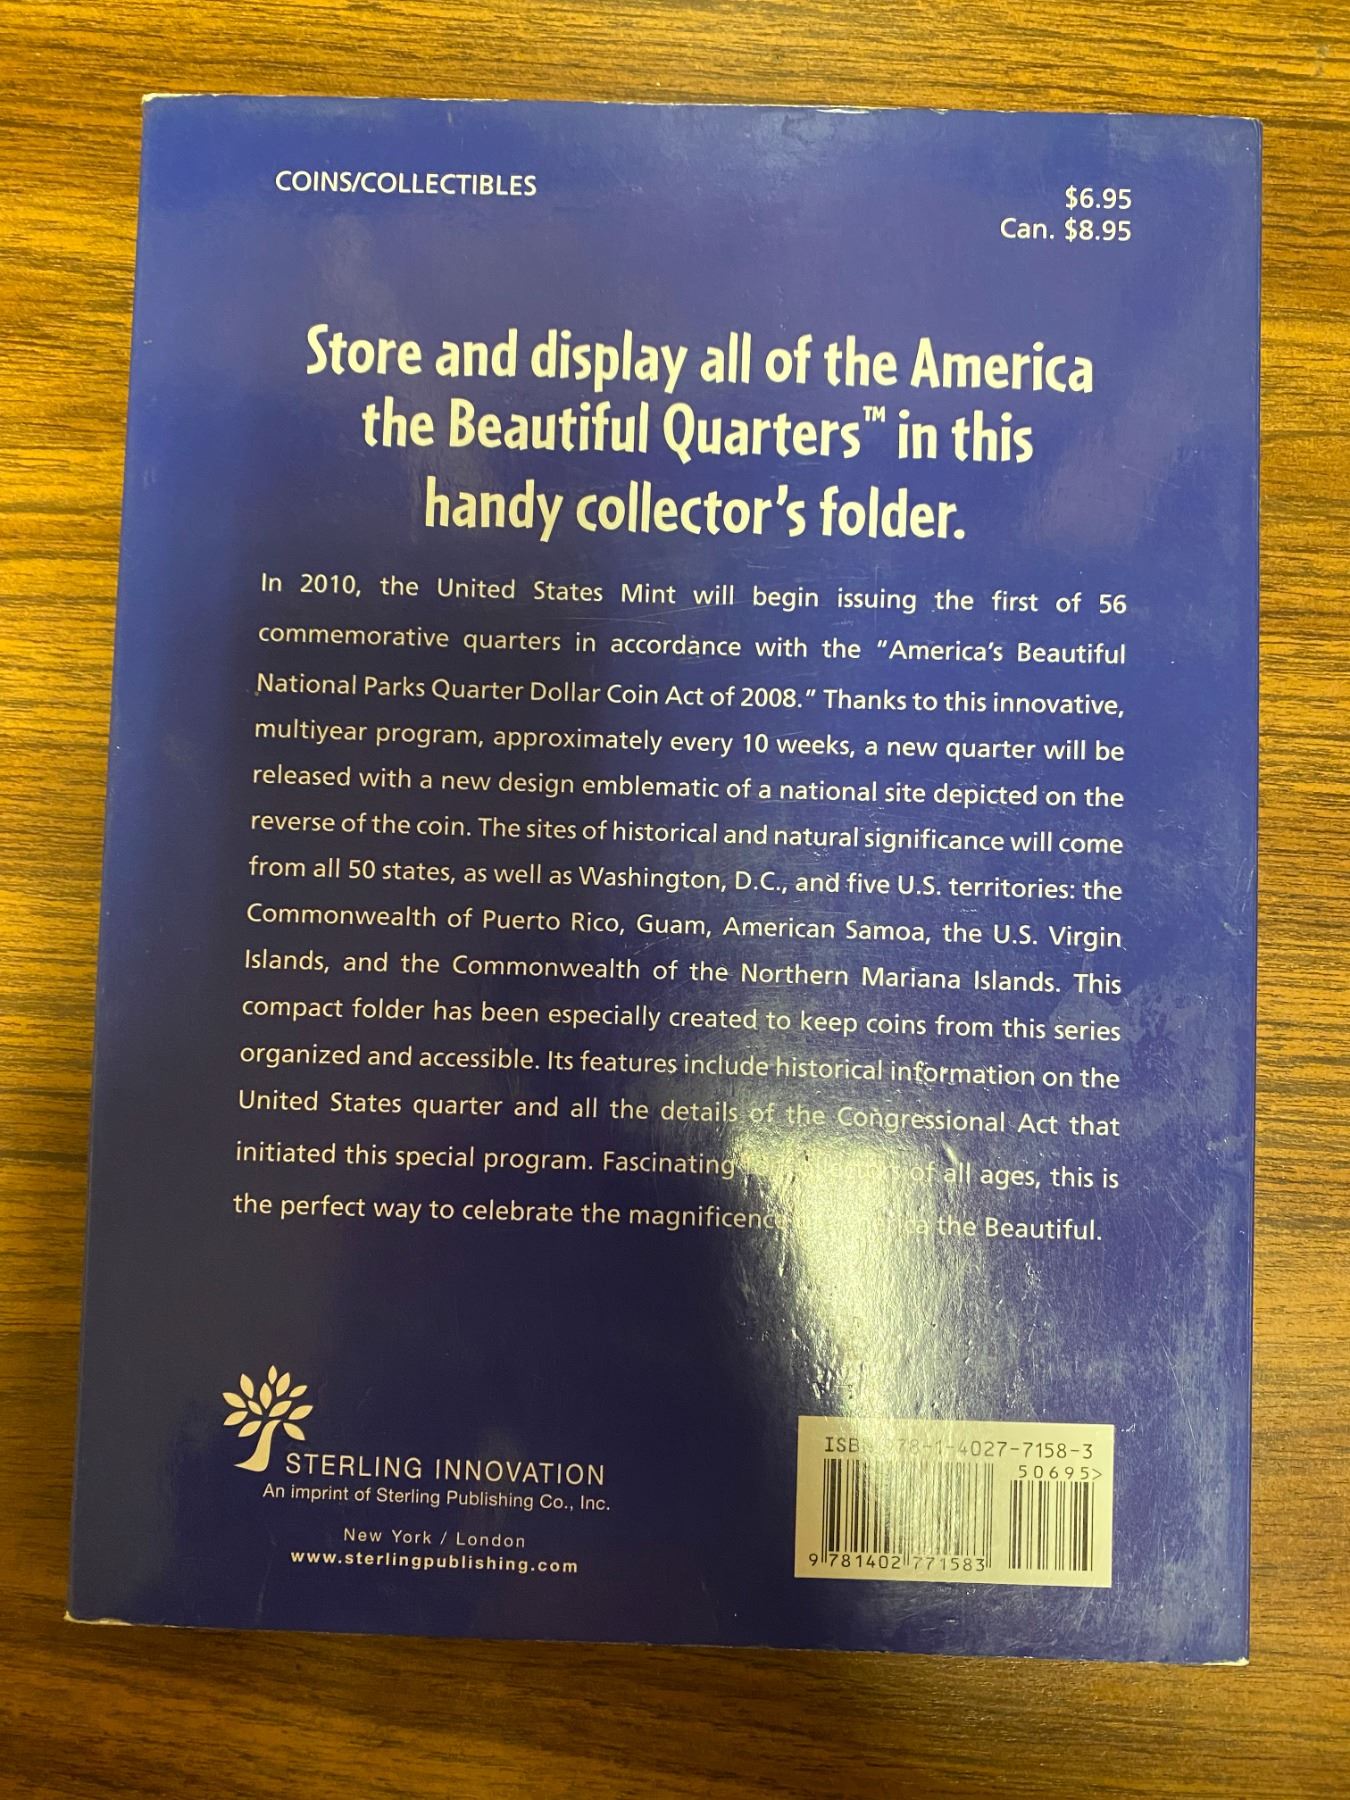 COINS/COLLECTIBLES
$6.95
Can. $8.95
Store and display all of the America
the Beautiful Quarters™ in this
handy collector's folder.
In 2010, the United States Mint will begin issuing the first of 56
commemorative quarters in accordance with the "America's Beautiful
National Parks Quarter Dollar Coin Act of 2008." Thanks to this innovative,
multiyear program, approximately every 10 weeks, a new quarter will be
released with a new design emblematic of a national site depicted on the
reverse of the coin. The sites of historical and natural significance will come
from all 50 states, as well as Washington, D.C., and five U.S. territories: the
Commonwealth of Puerto Rico, Guam, American Samoa, the U.S. Virgin
Islands, and the Commonwealth of the Northern Mariana Islands. This
compact folder has been especially created to keep coins from this series
organized and accessible. Its features include historical information on the
United States quarter and all the details of the Congressional Act that
initiated this special program. Fascinating of all ages, this is
the perfect way to celebrate the magnificence America the Beautiful.
STERLING INNOVATION
An imprint of Sterling Publishing Co., Inc.
New York / London
www.sterlingpublishing.com
ISBN 978-1-4027-7158-3
50695>
9 781402 771583